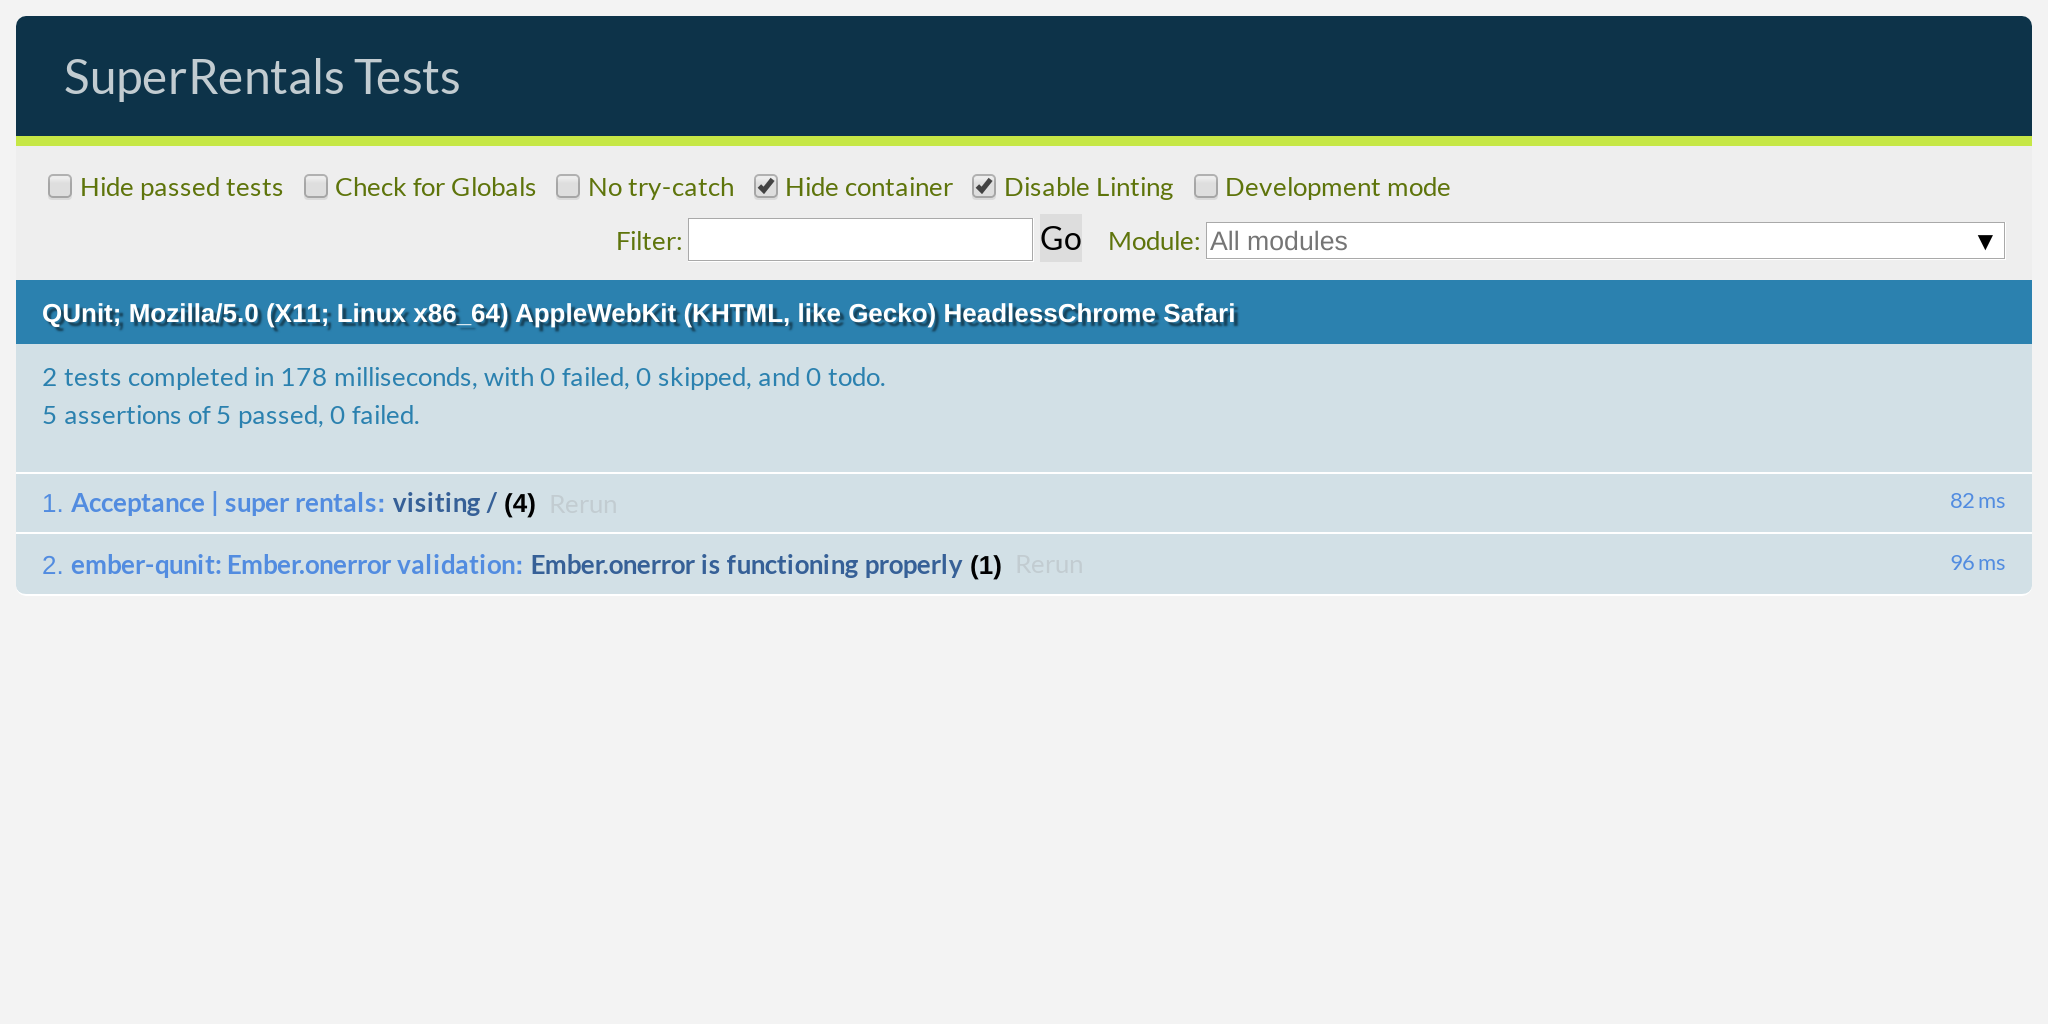 SuperRentals Tests
Hide passed tests Check for Globals No try-catch Hide container Disable Linting Development mode
Filter: Go Module: All modules ▼
QUnit; Mozilla/5.0 (X11; Linux x86_64) AppleWebKit (KHTML, like Gecko) HeadlessChrome Safari
2 tests completed in 178 milliseconds, with 0 failed, 0 skipped, and 0 todo.
5 assertions of 5 passed, 0 failed.
1. Acceptance | super rentals: visiting / (4) Rerun 82 ms
2. ember-qunit: Ember.onerror validation: Ember.onerror is functioning properly (1) Rerun 96 ms